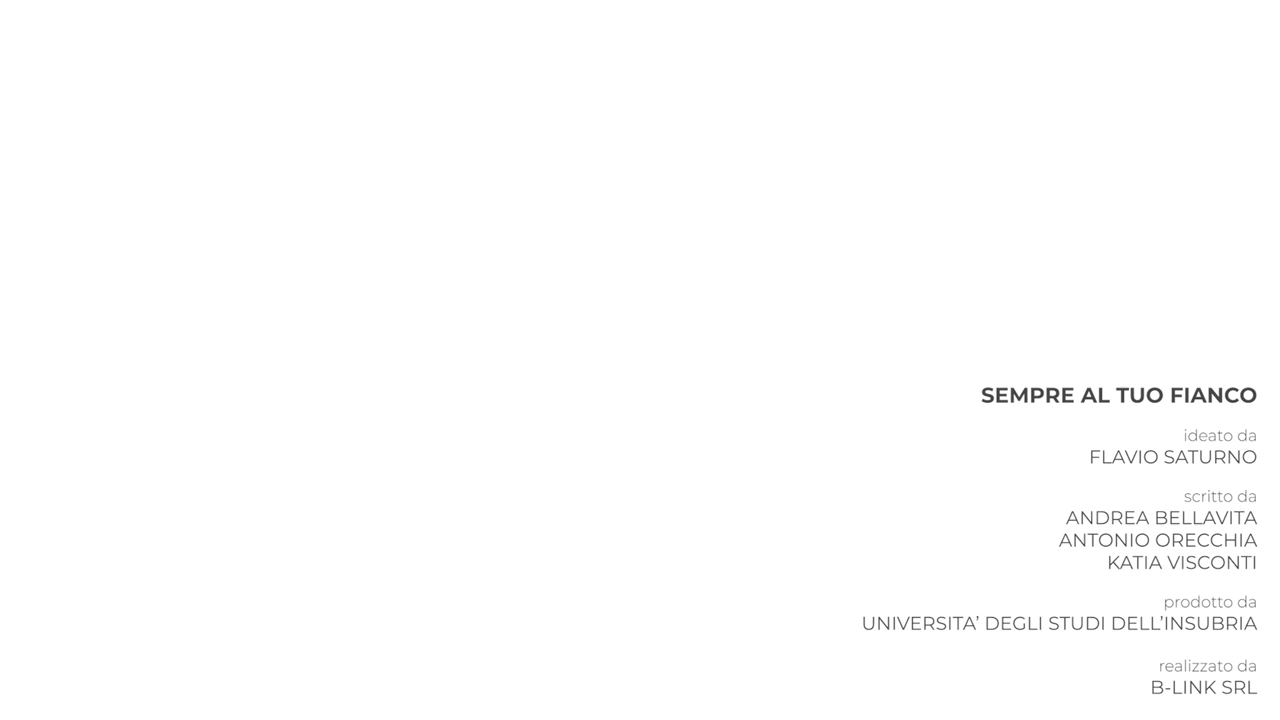 SEMPRE AL TUO FIANCO
ideato da
FLAVIO SATURNO
scritto da
ANDREA BELLAVITA
ANTONIO ORECCHIA
KATIA VISCONTI
prodotto da
UNIVERSITA’ DEGLI STUDI DELL’INSUBRIA
realizzato da
B-LINK SRL